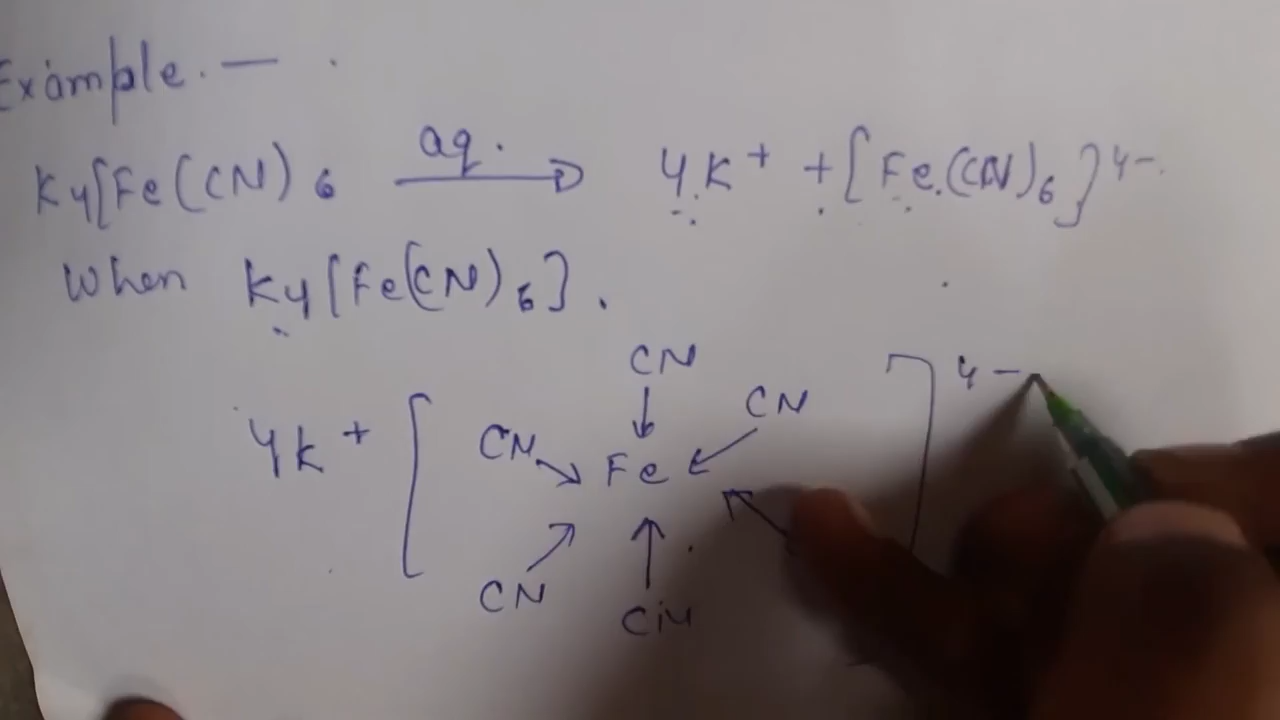 Example. —
K4[Fe(CN)6 aq. → 4K+ + [Fe(CN)6]4-
When K4[Fe(CN)6].
CN
CN CN
4K+ [ Fe ]4-
CN CN